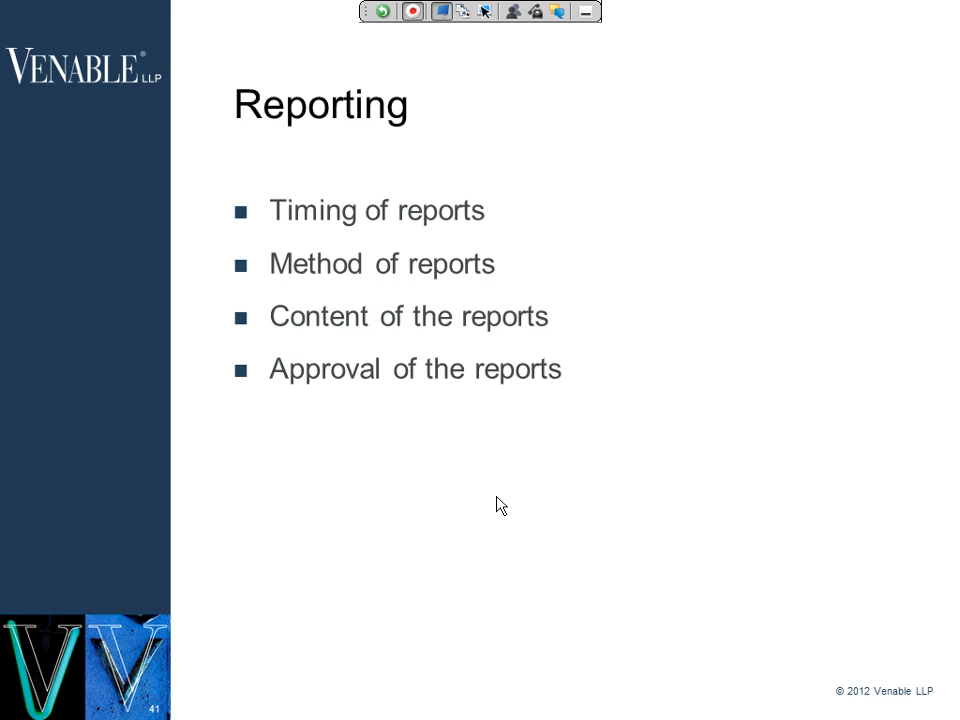 VENABLE® LLP
Reporting
Timing of reports
Method of reports
Content of the reports
Approval of the reports
41
© 2012 Venable LLP